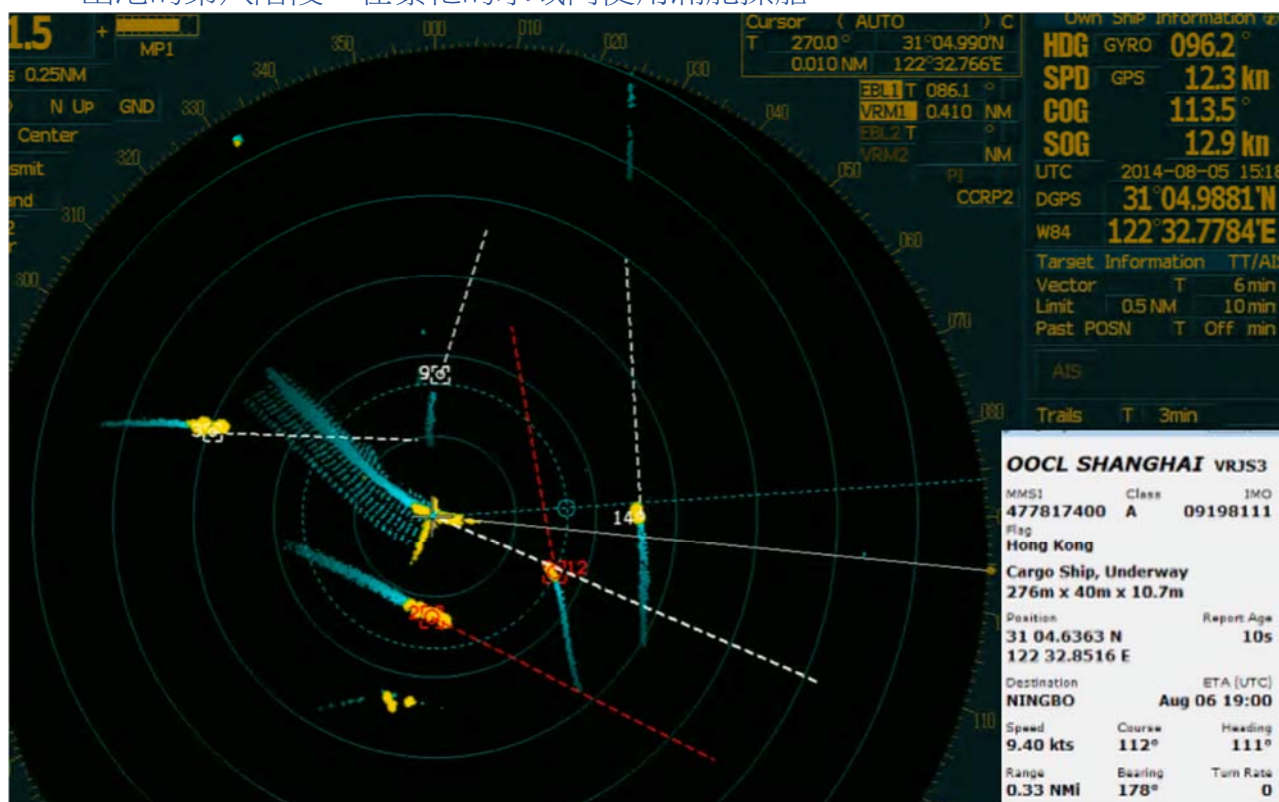 1.5
+
MP1
0.25NM
N UP GND
Center
310
300
320
330
340
350
000
010
020
030
040
050
060
070
080
110
Cursor ( AUTO ) C
T 270.0° 31°04.990'N
0.010 NM 122°32.766'E
EBL1 T 086.1 °
VRM1 0.410 NM
EBL2 T °
VRM2 NM
PI
CCRP2
9
14
12
Own Ship Information
HDG GYRO 096.2°
SPD GPS 12.3 kn
COG 113.5°
SOG 12.9 kn
UTC 2014-08-05 15:18
DGPS 31°04.9881'N
W84 122°32.7784'E
Target Information TT/AIS
Vector T 6 min
Limit 0.5 NM 10 min
Past POSN T Off min
AIS
Trails T 3min
OOCL SHANGHAI VRJS3
MMSI Class IMO
477817400 A 09198111
Flag
Hong Kong
Cargo Ship, Underway
276m x 40m x 10.7m
Position Report Age
31 04.6363 N 10s
122 32.8516 E
Destination ETA (UTC)
NINGBO Aug 06 19:00
Speed Course Heading
9.40 kts 112° 111°
Range Bearing Turn Rate
0.33 NMi 178° 0